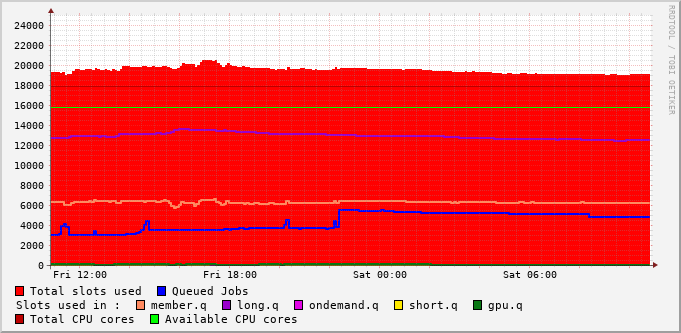 RRDTOOL / TOBI OETIKER
24000
22000
20000
18000
16000
14000
12000
10000
8000
6000
4000
2000
0
Fri 12:00 Fri 18:00 Sat 00:00 Sat 06:00
Total slots used Queued Jobs
Slots used in : member.q long.q ondemand.q short.q gpu.q
Total CPU cores Available CPU cores